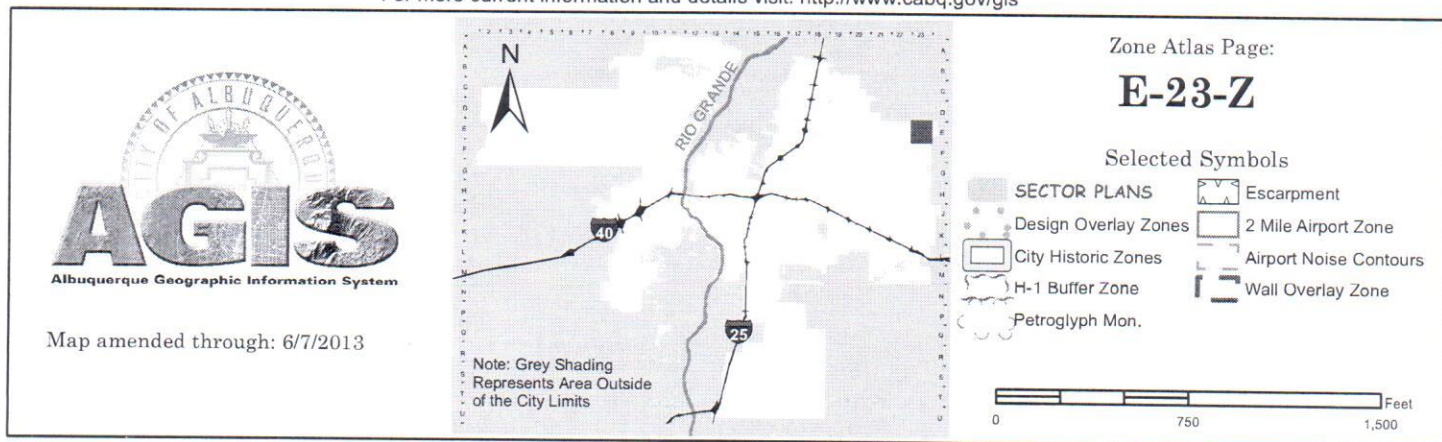 For more current information and details visit: http://www.cabq.gov/gis
CITY OF ALBUQUERQUE
AGIS
Albuquerque Geographic Information System
Map amended through: 6/7/2013
N
RIO GRANDE
40
25
Note: Grey Shading
Represents Area Outside
of the City Limits
Zone Atlas Page:
E-23-Z
Selected Symbols
SECTOR PLANS
Design Overlay Zones
City Historic Zones
H-1 Buffer Zone
Petroglyph Mon.
Escarpment
2 Mile Airport Zone
Airport Noise Contours
Wall Overlay Zone
Feet
0 750 1,500